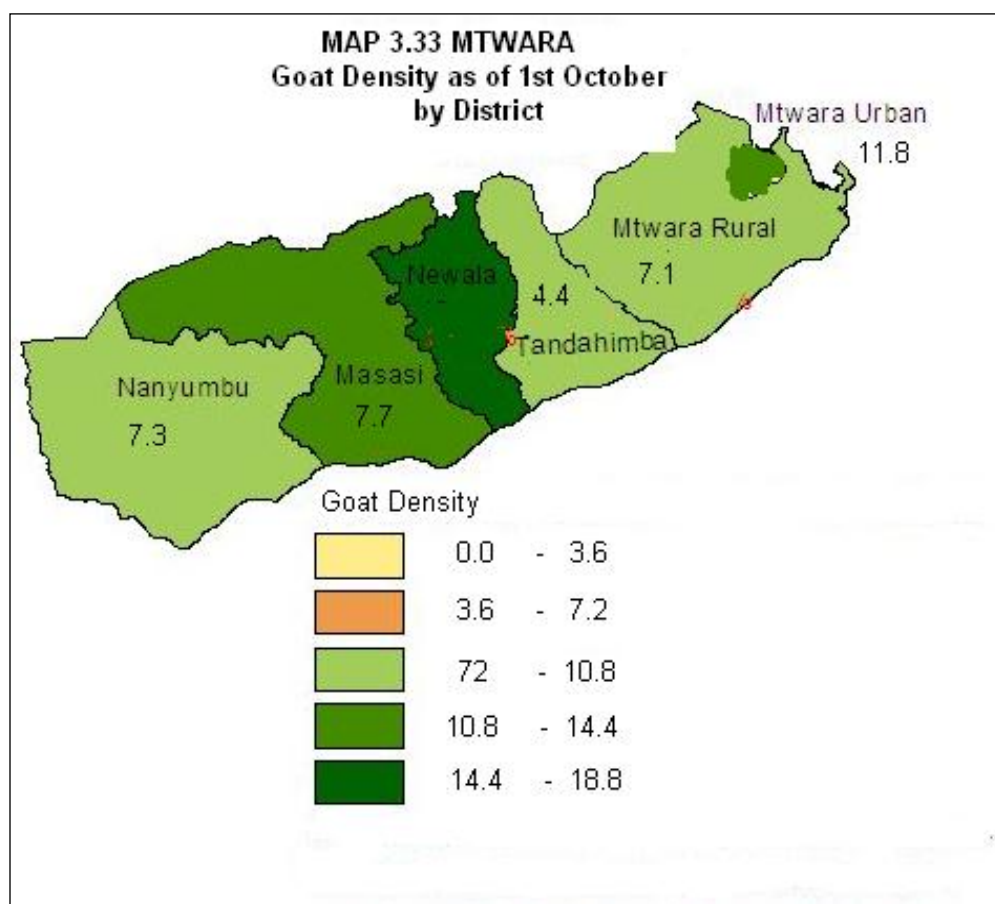 MAP 3.33 MTWARA
Goat Density as of 1st October
by District
Mtwara Urban
11.8
Mtwara Rural
7.1
Newala
4.4
Tandahimba
Masasi
7.7
Nanyumbu
7.3
Goat Density
0.0 - 3.6
3.6 - 7.2
72 - 10.8
10.8 - 14.4
14.4 - 18.8